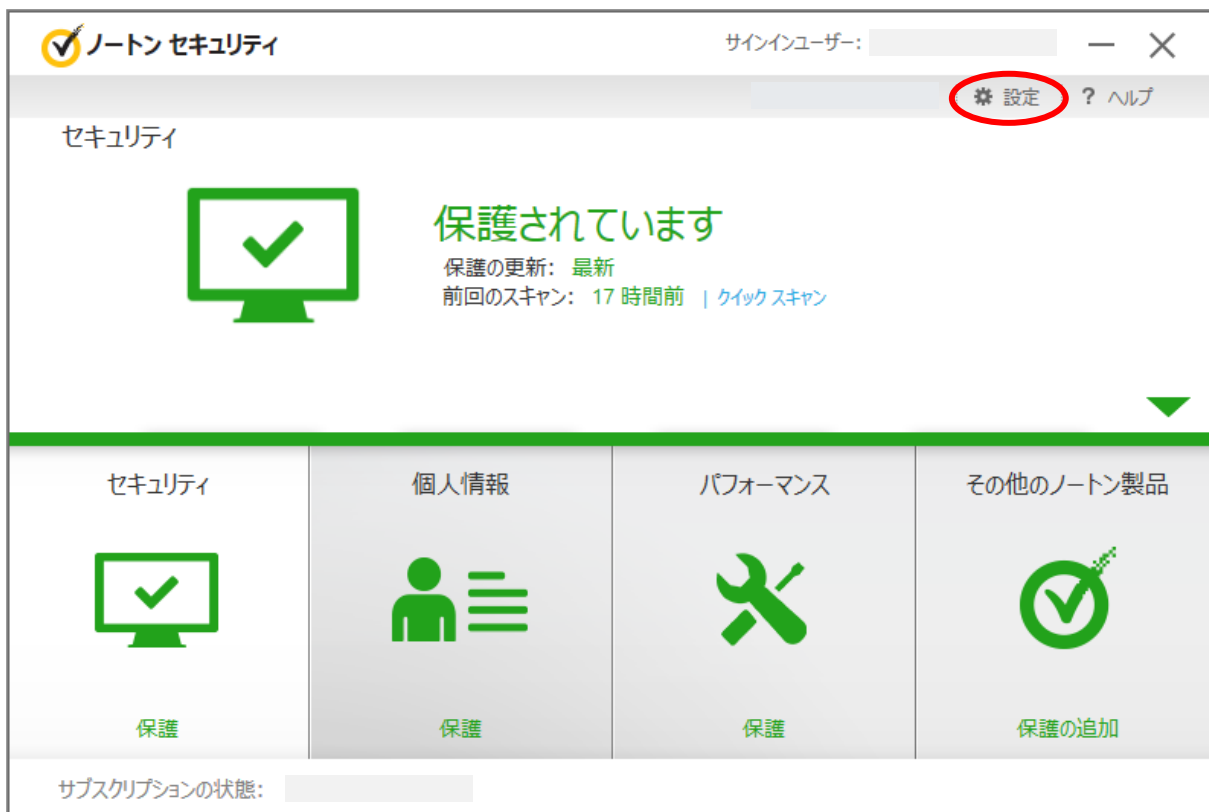 ノートン セキュリティ
サインインユーザー:
設定 ? ヘルプ
セキュリティ
保護されています
保護の更新: 最新
前回のスキャン: 17 時間前 | クイック スキャン
セキュリティ
個人情報
パフォーマンス
その他のノートン製品
保護
保護
保護
保護の追加
サブスクリプションの状態: